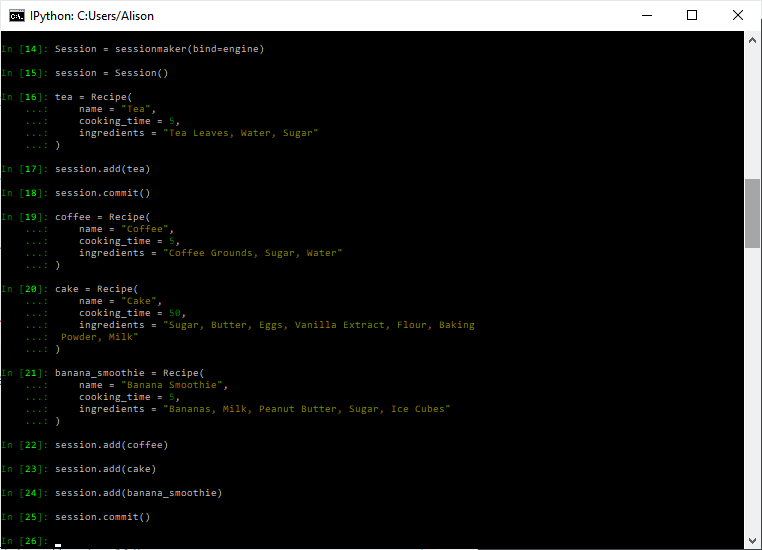 IPython: C:Users/Alison
In [14]: Session = sessionmaker(bind=engine)
In [15]: session = Session()
In [16]: tea = Recipe(
...: name = "Tea",
...: cooking_time = 5,
...: ingredients = "Tea Leaves, Water, Sugar"
...: )
In [17]: session.add(tea)
In [18]: session.commit()
In [19]: coffee = Recipe(
...: name = "Coffee",
...: cooking_time = 5,
...: ingredients = "Coffee Grounds, Sugar, Water"
...: )
In [20]: cake = Recipe(
...: name = "Cake",
...: cooking_time = 50,
...: ingredients = "Sugar, Butter, Eggs, Vanilla Extract, Flour, Baking
...: Powder, Milk"
...: )
In [21]: banana_smoothie = Recipe(
...: name = "Banana Smoothie",
...: cooking_time = 5,
...: ingredients = "Bananas, Milk, Peanut Butter, Sugar, Ice Cubes"
...: )
In [22]: session.add(coffee)
In [23]: session.add(cake)
In [24]: session.add(banana_smoothie)
In [25]: session.commit()
In [26]: